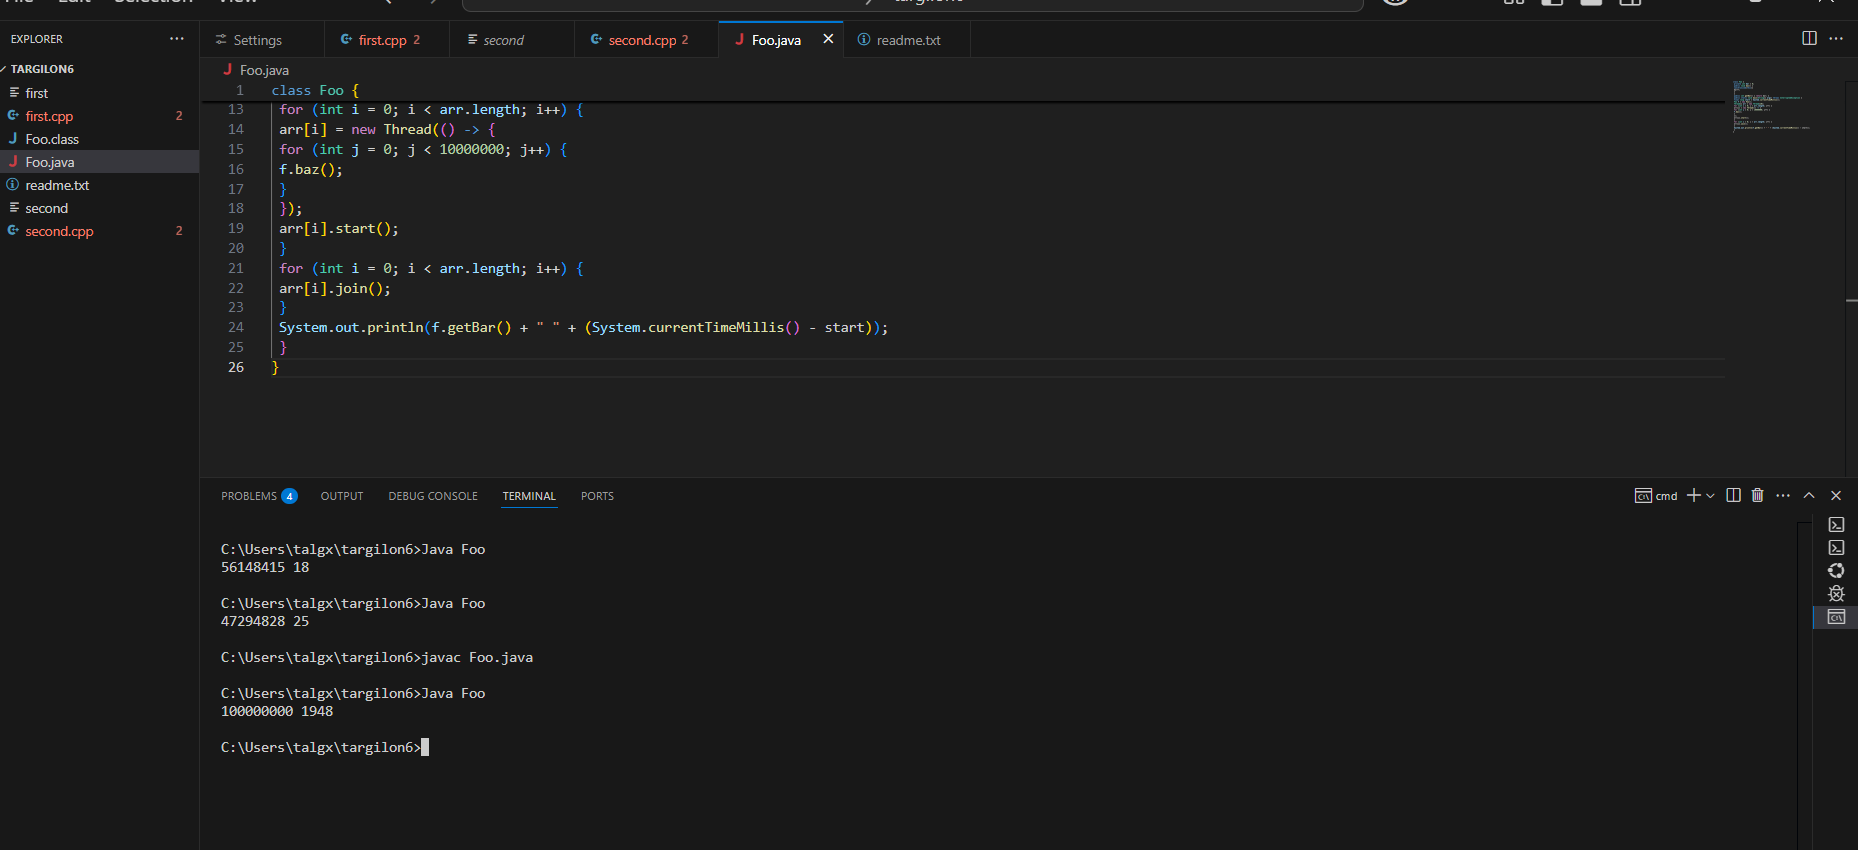 File Edit Selection View
EXPLORER
TARGILON6
first
first.cpp 2
Foo.class
Foo.java
readme.txt
second
second.cpp 2
Settings
first.cpp 2
second
second.cpp 2
Foo.java
readme.txt
Foo.java
1 class Foo {
13 for (int i = 0; i < arr.length; i++) {
14 arr[i] = new Thread(() -> {
15 for (int j = 0; j < 10000000; j++) {
16 f.baz();
17 }
18 });
19 arr[i].start();
20 }
21 for (int i = 0; i < arr.length; i++) {
22 arr[i].join();
23 }
24 System.out.println(f.getBar() + " " + (System.currentTimeMillis() - start));
25 }
26 }
PROBLEMS 4 OUTPUT DEBUG CONSOLE TERMINAL PORTS
cmd
C:\Users\talgx\targilon6>Java Foo
56148415 18
C:\Users\talgx\targilon6>Java Foo
47294828 25
C:\Users\talgx\targilon6>javac Foo.java
C:\Users\talgx\targilon6>Java Foo
100000000 1948
C:\Users\talgx\targilon6>